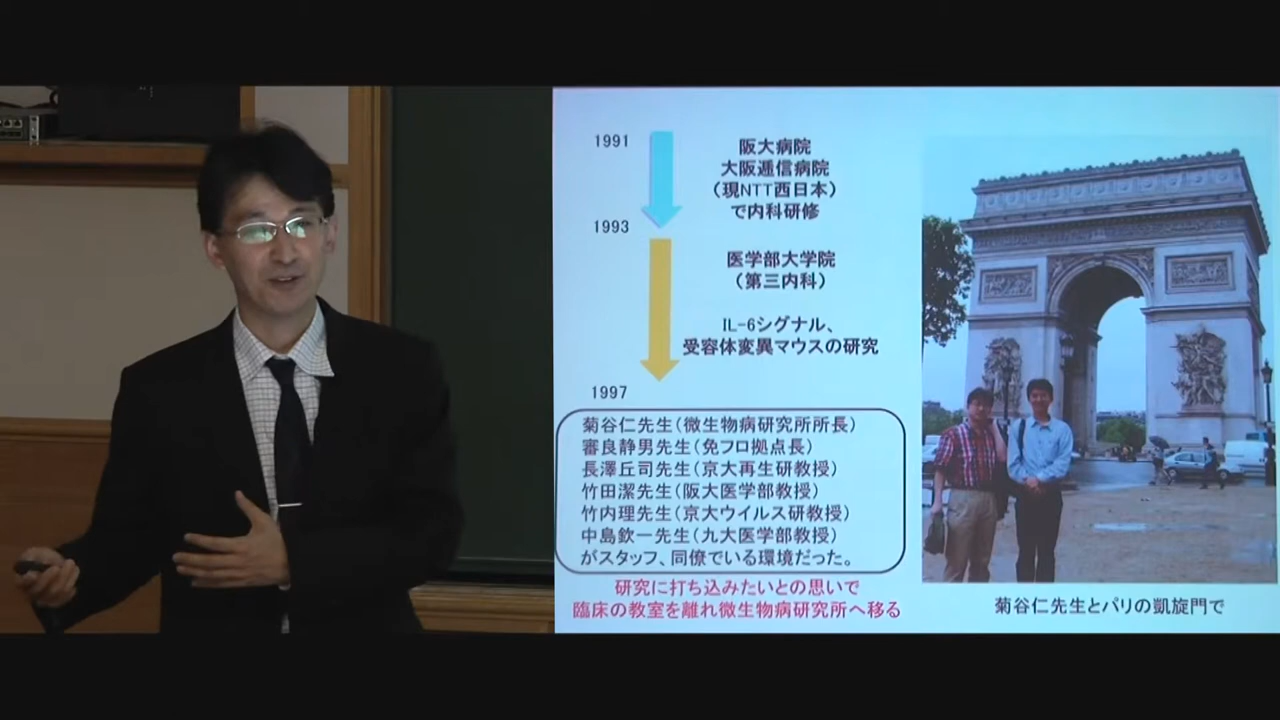 1991
阪大病院
大阪逓信病院
（現NTT西日本）
で内科研修
1993
医学部大学院
（第三内科）
IL-6シグナル、
受容体変異マウスの研究
1997
菊谷仁先生（微生物病研究所所長）
審良静男先生（免フロ拠点長）
長澤丘司先生（京大再生研教授）
竹田潔先生（阪大医学部教授）
竹内理先生（京大ウイルス研教授）
中島欽一先生（九大医学部教授）
がスタッフ、同僚でいる環境だった。
研究に打ち込みたいとの思いで
臨床の教室を離れ微生物病研究所へ移る
菊谷仁先生とパリの凱旋門で